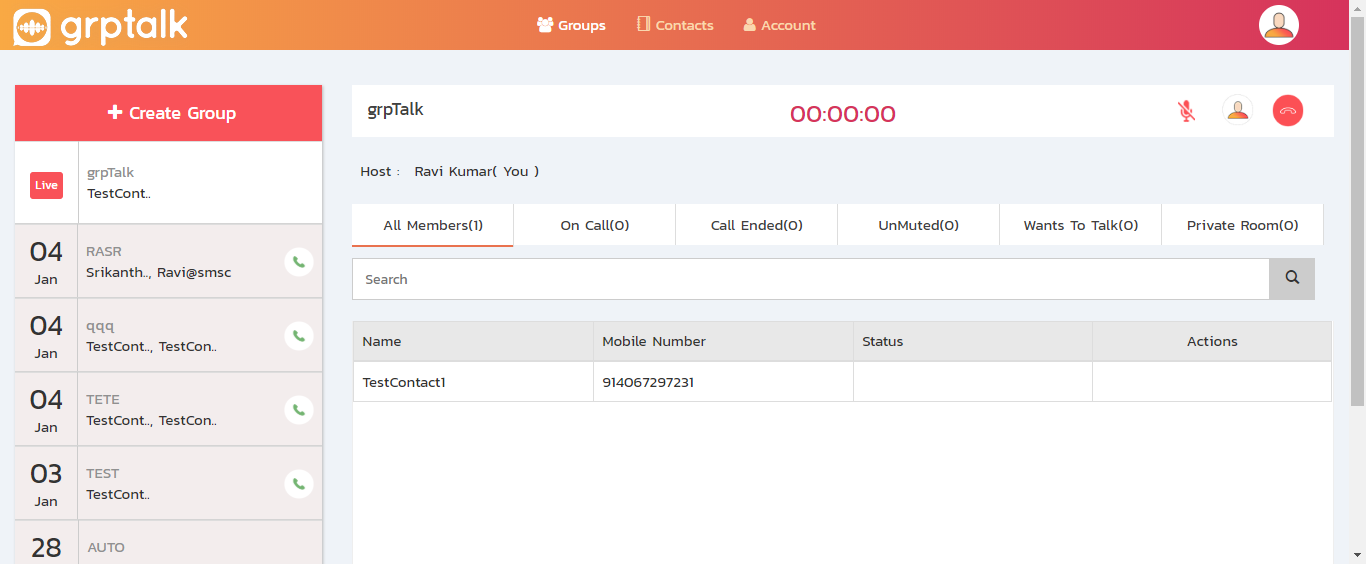 grptalk
Groups Contacts Account
Create Group
Live
grpTalk
TestCont..
04
Jan
RASR
Srikanth.., Ravi@smsc
04
Jan
qqq
TestCont.., TestCon..
04
Jan
TETE
TestCont.., TestCon..
03
Jan
TEST
TestCont..
28
AUTO
grpTalk
00:00:00
Host : Ravi Kumar( You )
All Members(1) On Call(0) Call Ended(0) UnMuted(0) Wants To Talk(0) Private Room(0)
Search
Name Mobile Number Status Actions
TestContact1 914067297231